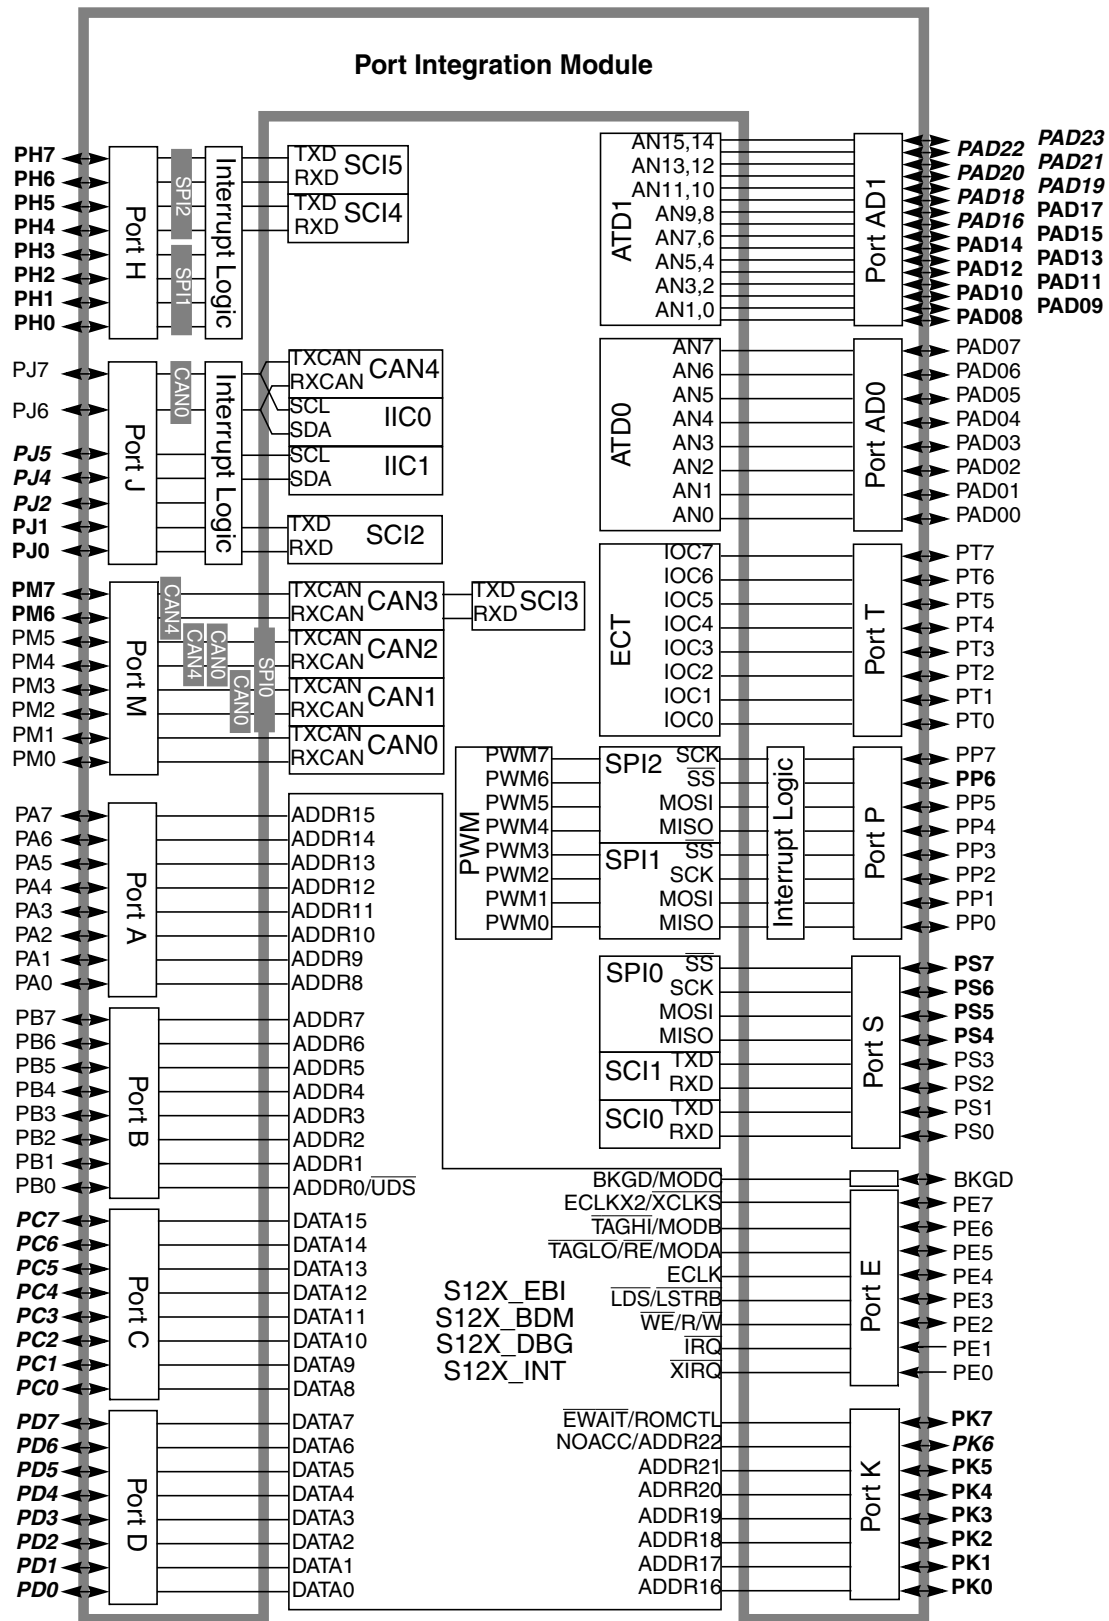 Port Integration Module
PH7
PH6
PH5
PH4
PH3
PH2
PH1
PH0
Port H
SPI2
SPI1
Interrupt Logic
TXD
RXD
SCI5
TXD
RXD
SCI4
PJ7
PJ6
PJ5
PJ4
PJ2
PJ1
PJ0
Port J
CAN0
Interrupt Logic
TXCAN
RXCAN
CAN4
SCL
SDA
IIC0
SCL
SDA
IIC1
TXD
RXD
SCI2
PM7
PM6
PM5
PM4
PM3
PM2
PM1
PM0
Port M
CAN4
CAN4
CAN0
CAN0
SPI0
TXCAN
RXCAN
CAN3
TXD
RXD
SCI3
TXCAN
RXCAN
CAN2
TXCAN
RXCAN
CAN1
TXCAN
RXCAN
CAN0
PA7
PA6
PA5
PA4
PA3
PA2
PA1
PA0
Port A
ADDR15
ADDR14
ADDR13
ADDR12
ADDR11
ADDR10
ADDR9
ADDR8
PB7
PB6
PB5
PB4
PB3
PB2
PB1
PB0
Port B
ADDR7
ADDR6
ADDR5
ADDR4
ADDR3
ADDR2
ADDR1
ADDR0/UDS
PC7
PC6
PC5
PC4
PC3
PC2
PC1
PC0
Port C
DATA15
DATA14
DATA13
DATA12
DATA11
DATA10
DATA9
DATA8
PD7
PD6
PD5
PD4
PD3
PD2
PD1
PD0
Port D
DATA7
DATA6
DATA5
DATA4
DATA3
DATA2
DATA1
DATA0
S12X_EBI
S12X_BDM
S12X_DBG
S12X_INT
ATD1
AN15,14
AN13,12
AN11,10
AN9,8
AN7,6
AN5,4
AN3,2
AN1,0
Port AD1
PAD23
PAD22
PAD21
PAD20
PAD19
PAD18
PAD17
PAD16
PAD15
PAD14
PAD13
PAD12
PAD11
PAD10
PAD09
PAD08
ATD0
AN7
AN6
AN5
AN4
AN3
AN2
AN1
AN0
Port AD0
PAD07
PAD06
PAD05
PAD04
PAD03
PAD02
PAD01
PAD00
ECT
IOC7
IOC6
IOC5
IOC4
IOC3
IOC2
IOC1
IOC0
Port T
PT7
PT6
PT5
PT4
PT3
PT2
PT1
PT0
PWM
PWM7
PWM6
PWM5
PWM4
PWM3
PWM2
PWM1
PWM0
SPI2
SCK
SS
MOSI
MISO
SPI1
SS
SCK
MOSI
MISO
Interrupt Logic
Port P
PP7
PP6
PP5
PP4
PP3
PP2
PP1
PP0
SPI0
SS
SCK
MOSI
MISO
SCI1
TXD
RXD
SCI0
TXD
RXD
Port S
PS7
PS6
PS5
PS4
PS3
PS2
PS1
PS0
BKGD/MODC
BKGD
ECLKX2/XCLKS
TAGHI/MODB
TAGLO/RE/MODA
ECLK
LDS/LSTRB
WE/R/W
IRQ
XIRQ
Port E
PE7
PE6
PE5
PE4
PE3
PE2
PE1
PE0
EWAIT/ROMCTL
NOACC/ADDR22
ADDR21
ADRR20
ADDR19
ADDR18
ADDR17
ADDR16
Port K
PK7
PK6
PK5
PK4
PK3
PK2
PK1
PK0